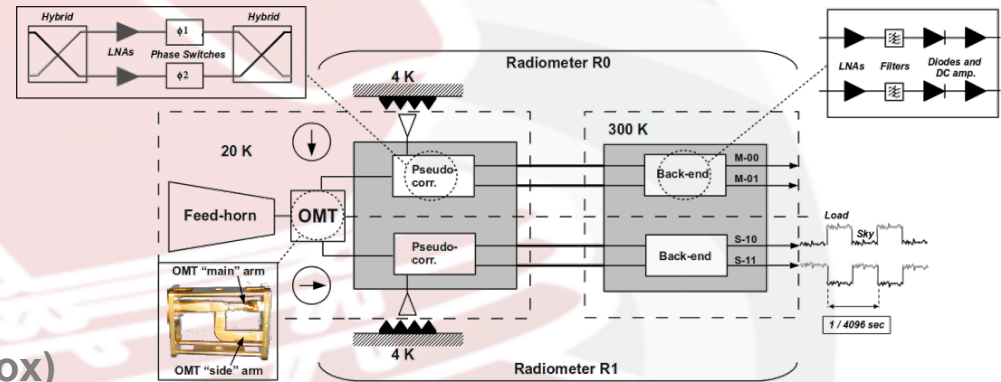 Hybrid
Hybrid
ϕ1
LNAs
Phase Switches
ϕ2
LNAs
Filters
Diodes and
DC amp.
Radiometer R0
4 K
20 K
300 K
Pseudo-
corr.
Back-end
M-00
M-01
Feed-horn
OMT
Load
Sky
Pseudo-
corr.
Back-end
S-10
S-11
OMT "main" arm
1 / 4096 sec
4 K
OMT "side" arm
Radiometer R1
ox)